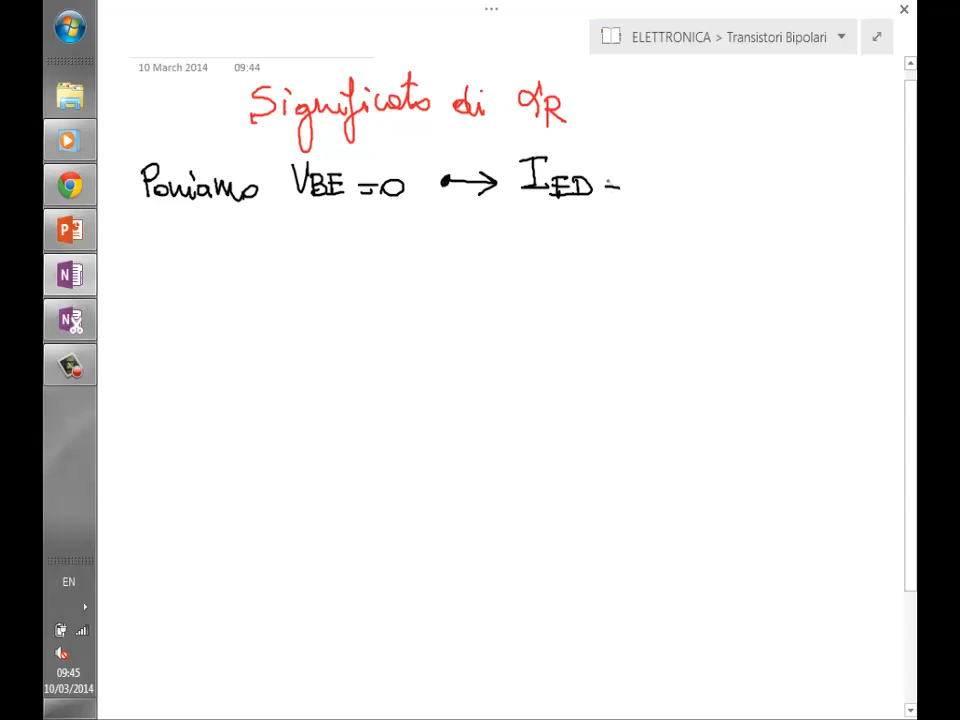 ELETTRONICA > Transistori Bipolari
10 March 2014 09:44
Significato di αR
Poniamo VBE = 0 → IED =
EN
09:45
10/03/2014